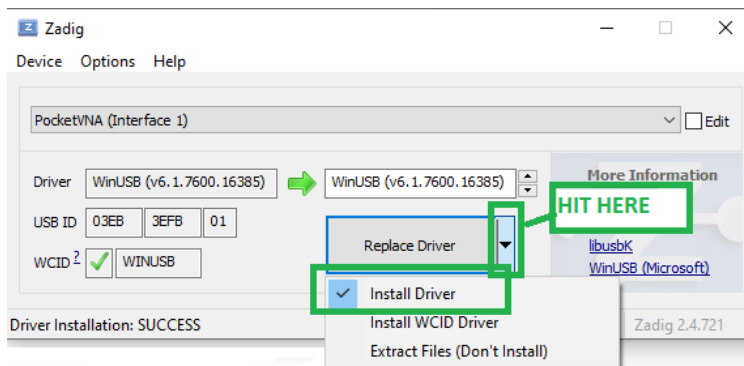 Zadig
Device Options Help
PocketVNA (Interface 1)
Edit
Driver WinUSB (v6.1.7600.16385) WinUSB (v6.1.7600.16385)
More Information
HIT HERE
USB ID 03EB 3EFB 01
Replace Driver
libusbK
WCID ? WINUSB
WinUSB (Microsoft)
Install Driver
Driver Installation: SUCCESS
Install WCID Driver
Zadig 2.4.721
Extract Files (Don't Install)